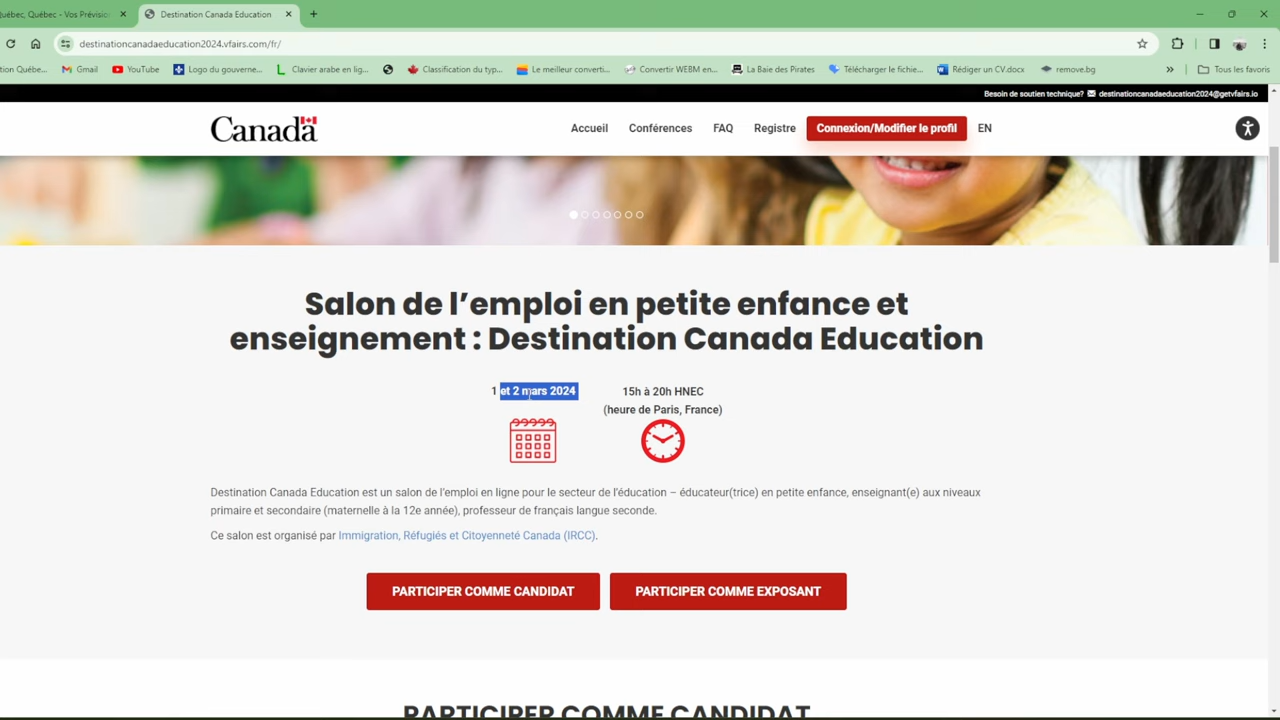 uébec, Québec - Vos Prévisio
Destination Canada Education
destinationcanadaeducation2024.vfairs.com/fr/
tion Québe...
Gmail
YouTube
Logo du gouverne...
Clavier arabe en lig...
Classification du typ...
Le meilleur converti...
Convertir WEBM en...
La Baie des Pirates
Télécharger le fichie...
Rédiger un CV.docx
remove.bg
Tous les favoris
Besoin de soutien technique? destinationcanadaeducation2024@getvfairs.io
Canada
Accueil
Conférences
FAQ
Registre
Connexion/Modifier le profil
EN
Salon de l’emploi en petite enfance et
enseignement : Destination Canada Education
1 et 2 mars 2024
15h à 20h HNEC
(heure de Paris, France)
Destination Canada Education est un salon de l’emploi en ligne pour le secteur de l’éducation – éducateur(trice) en petite enfance, enseignant(e) aux niveaux
primaire et secondaire (maternelle à la 12e année), professeur de français langue seconde.
Ce salon est organisé par Immigration, Réfugiés et Citoyenneté Canada (IRCC).
PARTICIPER COMME CANDIDAT
PARTICIPER COMME EXPOSANT
PARTICIPER COMME CANDIDAT